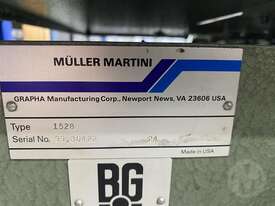 MÜLLER MARTINI
GRAPHA Manufacturing Corp., Newport News, VA 23606 USA
Type 1528
Serial No.
Made in USA
BG